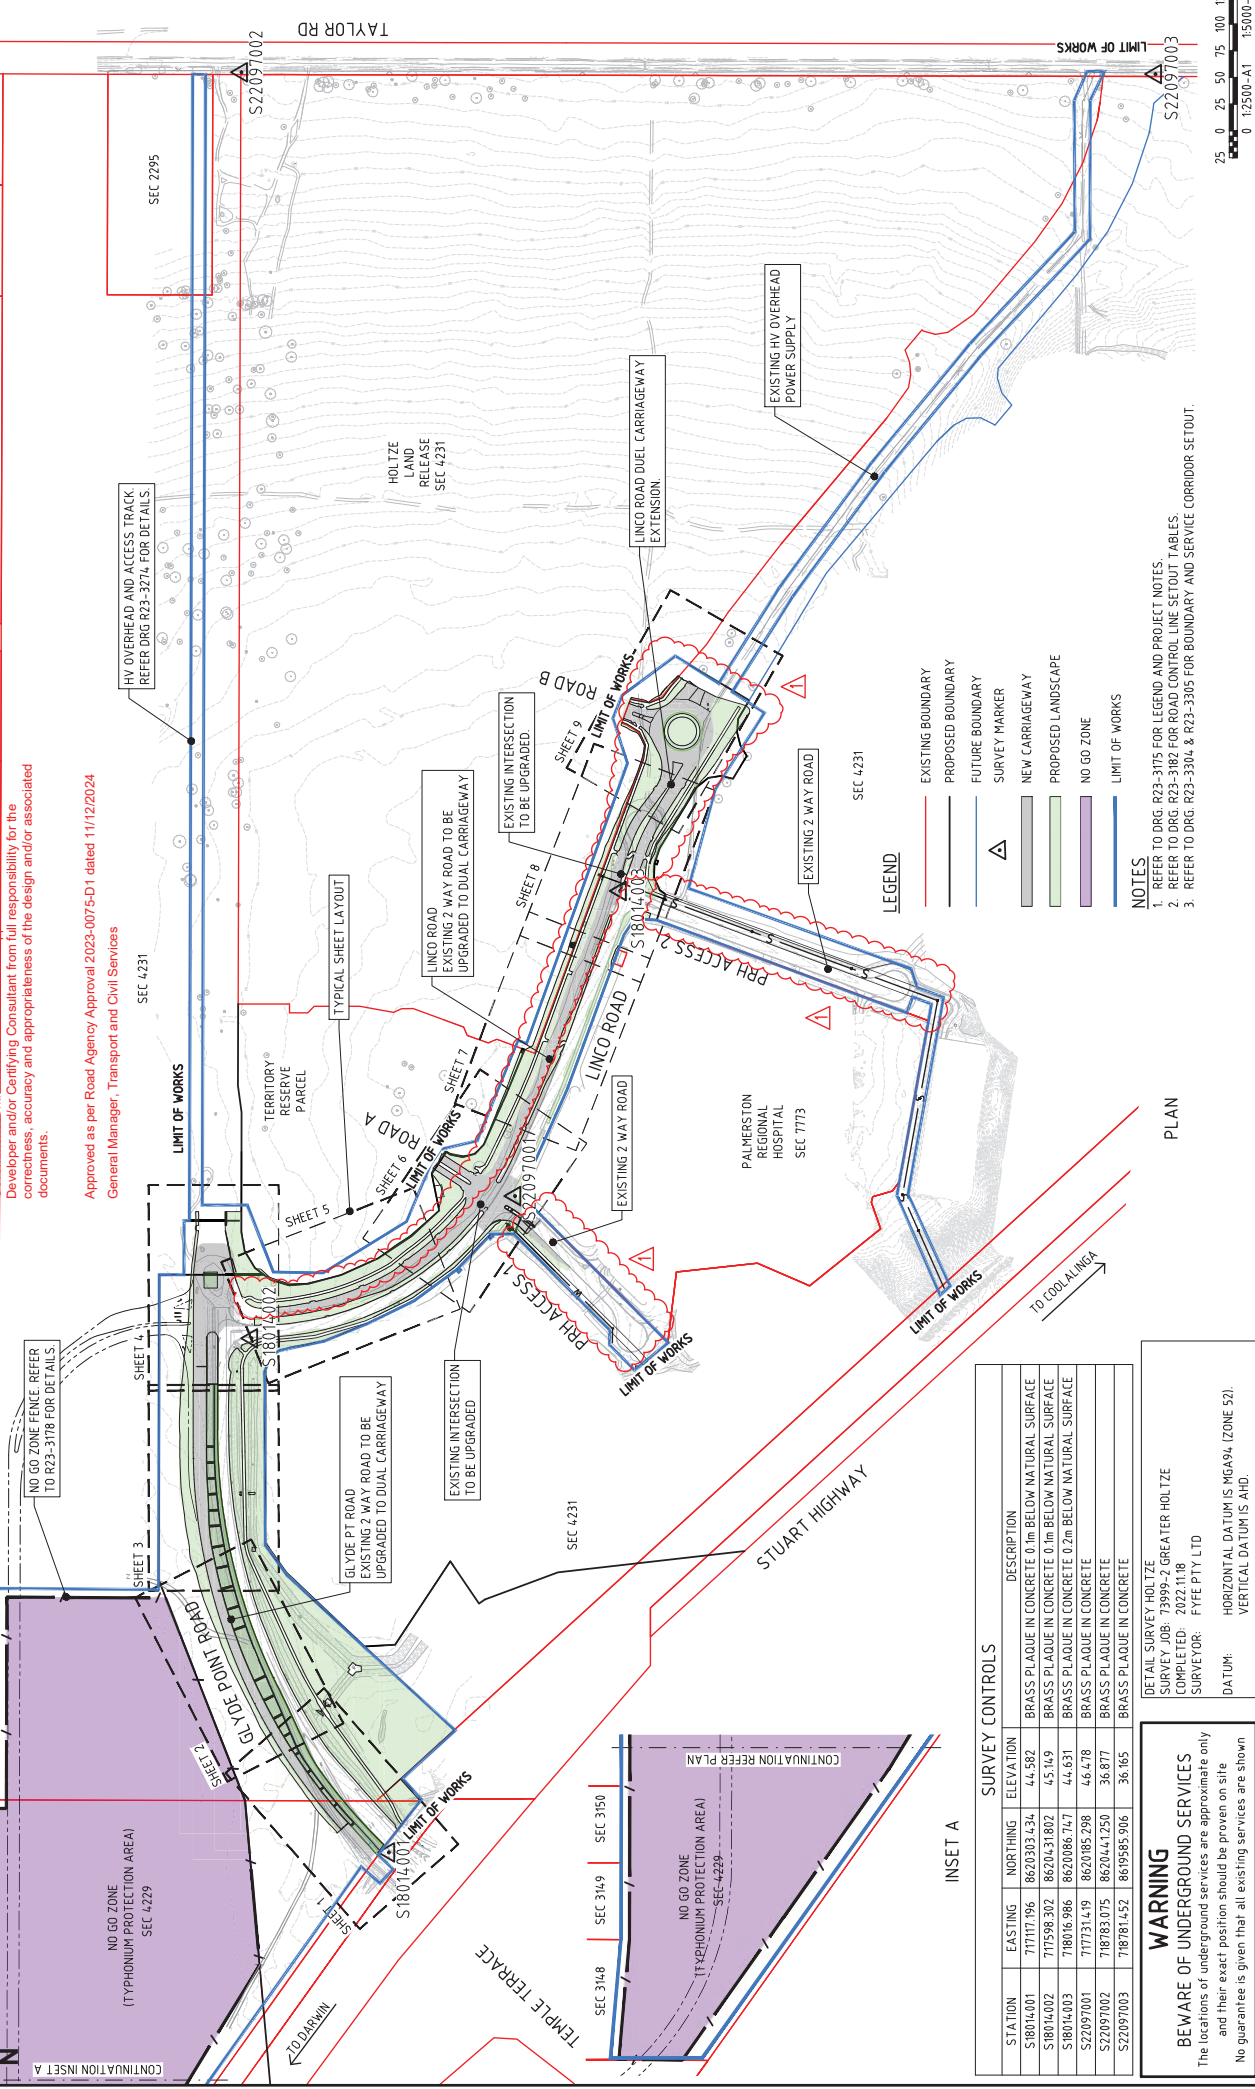 Developer and/or Certifying Consultant from full responsibility for the
correctness, accuracy and appropriateness of the design and/or associated
documents.
Approved as per Road Agency Approval 2023-0075-D1 dated 11/12/2024
General Manager, Transport and Civil Services
N
CONTINUATION INSET A
NO GO ZONE
(TYPHONIUM PROTECTION AREA)
SEC 4229
NO GO ZONE FENCE. REFER
TO R23-3178 FOR DETAILS.
HV OVERHEAD AND ACCESS TRACK.
REFER DRG R23-3274 FOR DETAILS.
SEC 2295
TAYLOR RD
S22097002
LIMIT OF WORKS
S22097003
SEC 4231
LIMIT OF WORKS
TERRITORY
RESERVE
PARCEL
TYPICAL SHEET LAYOUT
HOLTZE
LAND
RELEASE
SEC 4231
SHEET 1
SHEET 2
SHEET 3
SHEET 4
SHEET 5
SHEET 6
SHEET 7
SHEET 8
SHEET 9
GLYDE POINT ROAD
GLYDE PT ROAD
EXISTING 2 WAY ROAD TO BE
UPGRADED TO DUAL CARRIAGEWAY
S18014001
LIMIT OF WORKS
TO DARWIN
TEMPLE TERRACE
S18014002
ROAD A
LIMIT OF WORKS
LINCO ROAD
EXISTING 2 WAY ROAD TO BE
UPGRADED TO DUAL CARRIAGEWAY
EXISTING INTERSECTION
TO BE UPGRADED.
ROAD B
LIMIT OF WORKS
LINCO ROAD DUEL CARRIAGEWAY
EXTENSION.
EXISTING HV OVERHEAD
POWER SUPPLY
EXISTING INTERSECTION
TO BE UPGRADED
S22097001
LINCO ROAD
S18014003
PRH ACCESS 1
W
EXISTING 2 WAY ROAD
1
LIMIT OF WORKS
PRH ACCESS 2
S
S
S
S
S
EXISTING 2 WAY ROAD
1
1
SEC 4231
PALMERSTON
REGIONAL
HOSPITAL
SEC 7773
LIMIT OF WORKS
TO COOLALINGA
SEC 4231
STUART HIGHWAY
PLAN
SEC 3148
SEC 3149
SEC 3150
NO GO ZONE
(TYPHONIUM PROTECTION AREA)
SEC 4229
CONTINUATION REFER PLAN
INSET A
LEGEND
EXISTING BOUNDARY
PROPOSED BOUNDARY
FUTURE BOUNDARY
SURVEY MARKER
NEW CARRIAGEWAY
PROPOSED LANDSCAPE
NO GO ZONE
LIMIT OF WORKS
NOTES
1. REFER TO DRG. R23-3175 FOR LEGEND AND PROJECT NOTES.
2. REFER TO DRG. R23-3182 FOR ROAD CONTROL LINE SETOUT TABLES.
3. REFER TO DRG. R23-3304 & R23-3305 FOR BOUNDARY AND SERVICE CORRIDOR SETOUT.
SURVEY CONTROLS
STATION EASTING NORTHING ELEVATION DESCRIPTION
S18014001 717117.196 8620303.434 44.582 BRASS PLAQUE IN CONCRETE 0.1m BELOW NATURAL SURFACE
S18014002 717598.302 8620431.802 45.149 BRASS PLAQUE IN CONCRETE 0.1m BELOW NATURAL SURFACE
S18014003 718016.986 8620086.747 44.631 BRASS PLAQUE IN CONCRETE 0.2m BELOW NATURAL SURFACE
S22097001 717731.419 8620185.298 46.478 BRASS PLAQUE IN CONCRETE
S22097002 718783.075 8620441.250 36.877 BRASS PLAQUE IN CONCRETE
S22097003 718781.452 8619585.906 36.165 BRASS PLAQUE IN CONCRETE
WARNING
BEWARE OF UNDERGROUND SERVICES
The locations of underground services are approximate only
and their exact position should be proven on site
No guarantee is given that all existing services are shown
DETAIL SURVEY HOLTZE
SURVEY JOB: 73999-2 GREATER HOLTZE
COMPLETED: 2022.11.18
SURVEYOR: FYFE PTY LTD
DATUM: HORIZONTAL DATUM IS MGA94 (ZONE 52).
VERTICAL DATUM IS AHD.
25 0 25 50 75 100
0 1:2500-A1 1:5000-